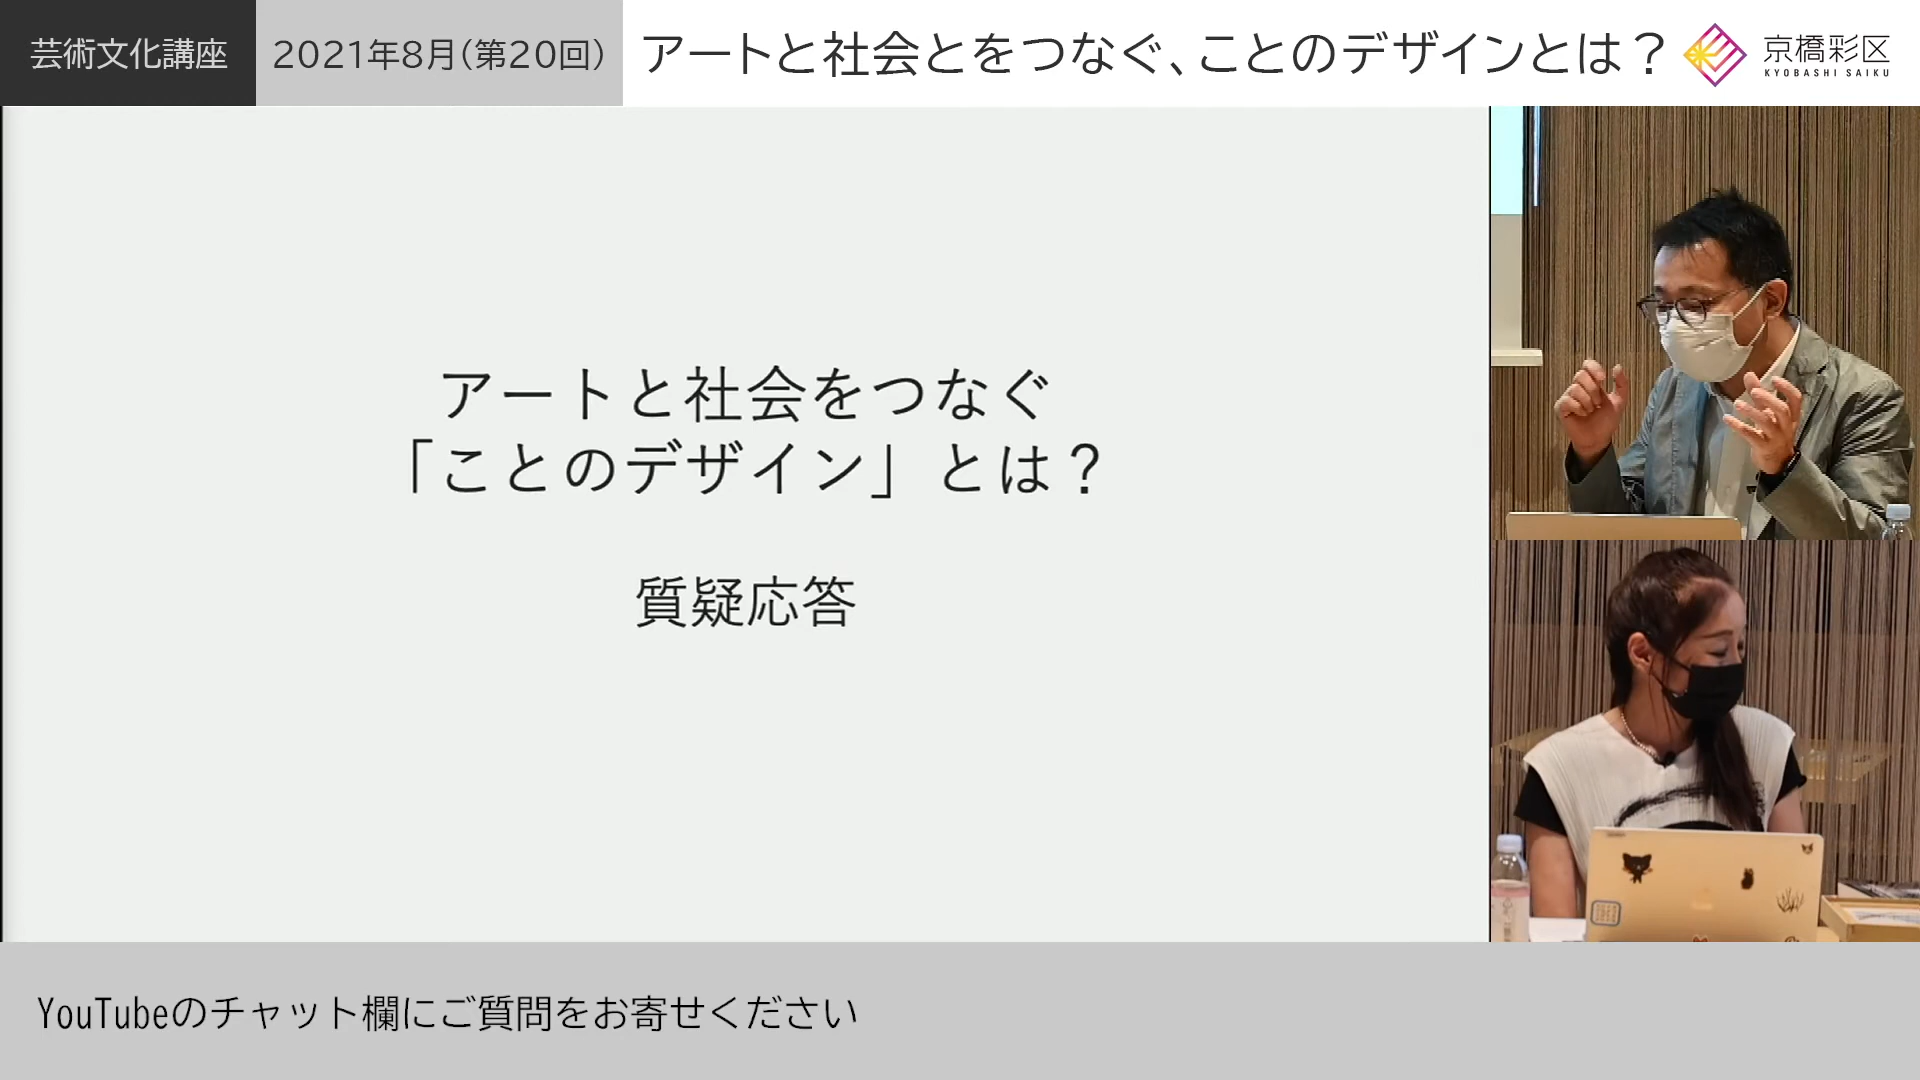 芸術文化講座
2021年8月(第20回)
アートと社会とをつなぐ、ことのデザインとは？
京橋彩区
KYOBASHI SAIKU
アートと社会をつなぐ
「ことのデザイン」とは？
質疑応答
YouTubeのチャット欄にご質問をお寄せください